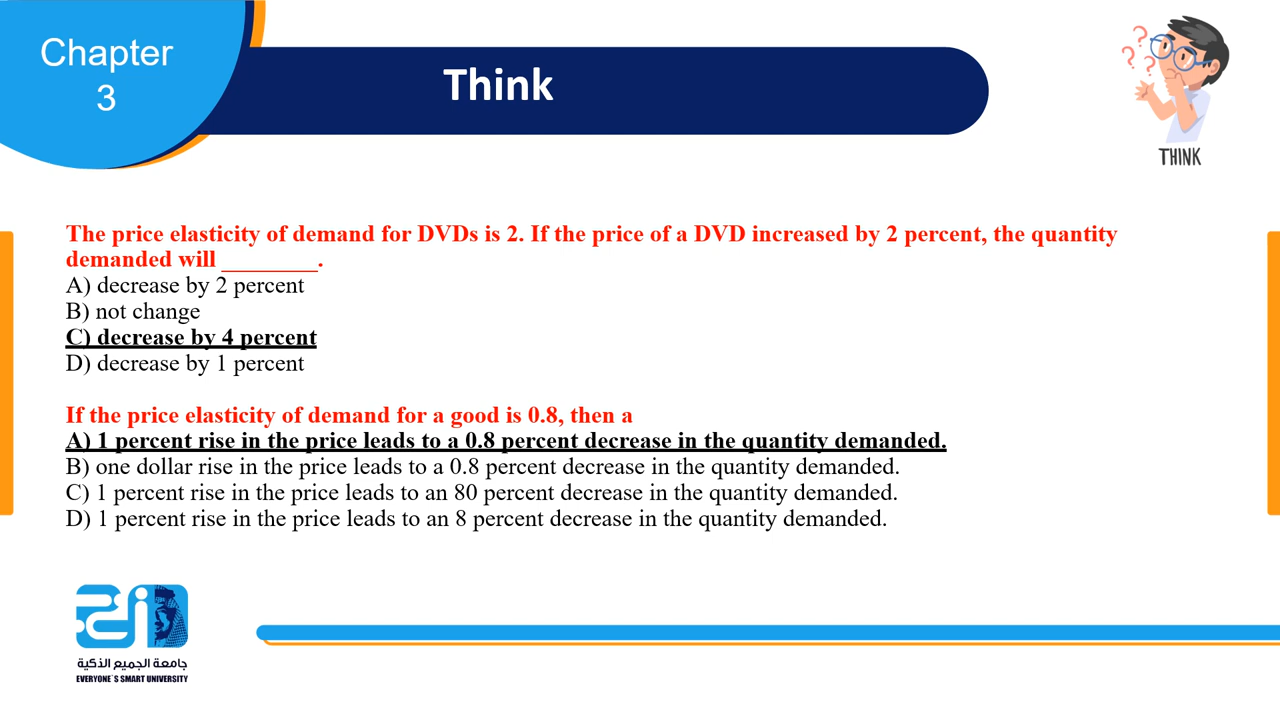 Chapter
3
Think
THINK
The price elasticity of demand for DVDs is 2. If the price of a DVD increased by 2 percent, the quantity
demanded will ________.
A) decrease by 2 percent
B) not change
C) decrease by 4 percent
D) decrease by 1 percent
If the price elasticity of demand for a good is 0.8, then a
A) 1 percent rise in the price leads to a 0.8 percent decrease in the quantity demanded.
B) one dollar rise in the price leads to a 0.8 percent decrease in the quantity demanded.
C) 1 percent rise in the price leads to an 80 percent decrease in the quantity demanded.
D) 1 percent rise in the price leads to an 8 percent decrease in the quantity demanded.
جامعة الجميع الذكية
EVERYONE`S SMART UNIVERSITY